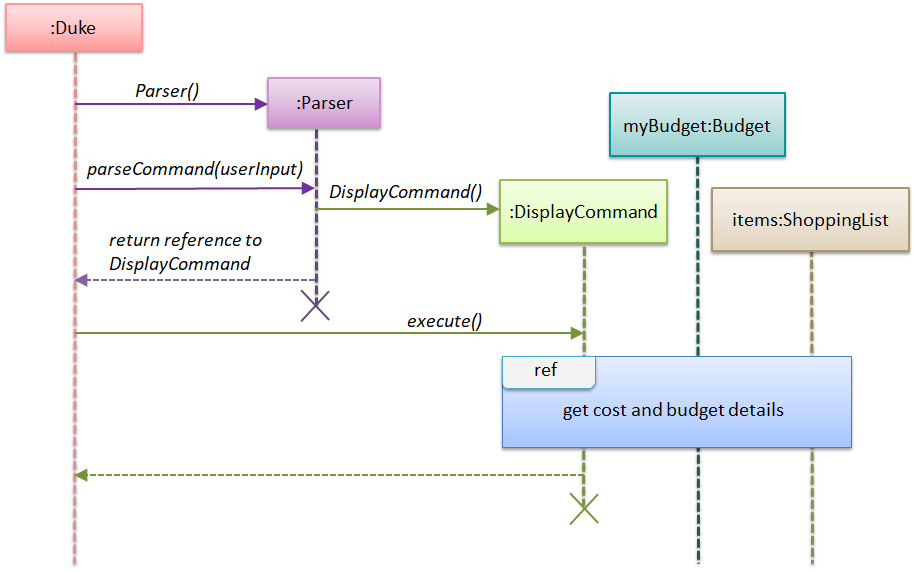 :Duke
Parser()
:Parser
myBudget:Budget
parseCommand(userInput)
DisplayCommand()
:DisplayCommand
items:ShoppingList
return reference to
DisplayCommand
execute()
ref
get cost and budget details